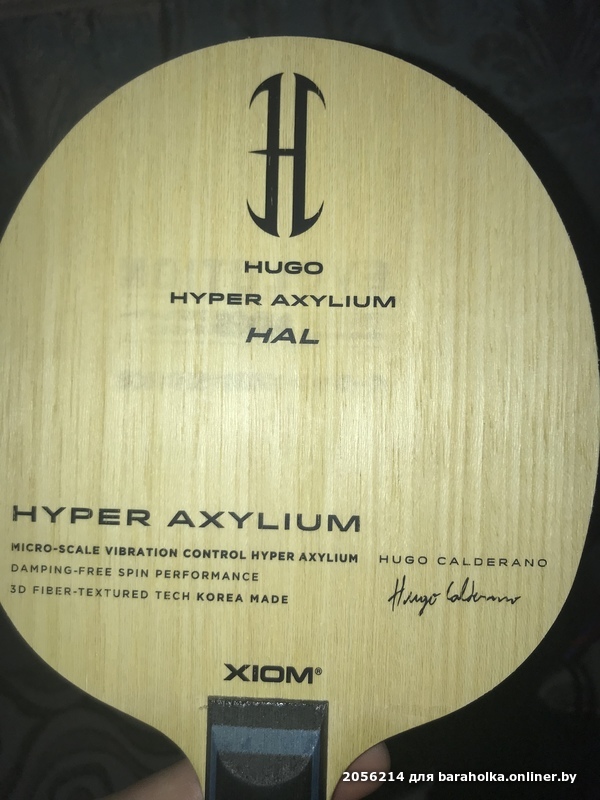 H
HUGO
HYPER AXYLIUM
HAL
HYPER AXYLIUM
MICRO-SCALE VIBRATION CONTROL HYPER AXYLIUM
DAMPING-FREE SPIN PERFORMANCE
3D FIBER-TEXTURED TECH KOREA MADE
HUGO CALDERANO
Hugo Calderano
XIOM®
2056214 для baraholka.onliner.by